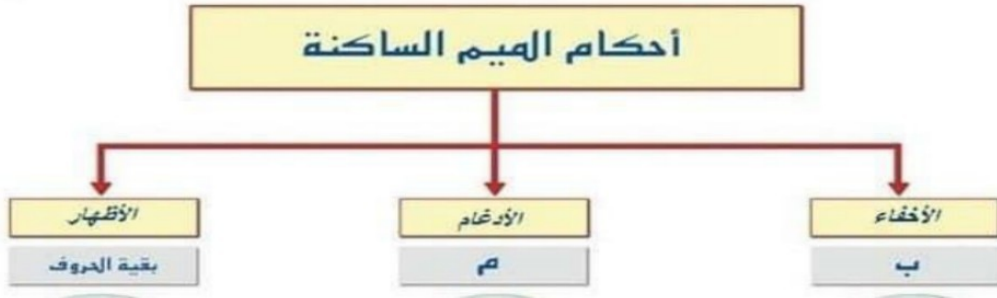 أحكام الميم الساكنة
الأخفاء
الأدغام
الأظهار
ب
م
بقية الحروف